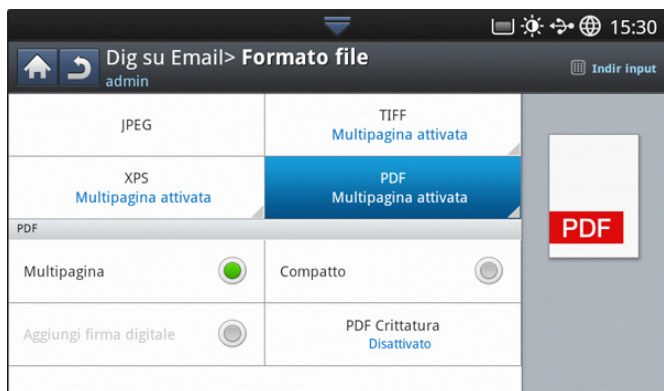 15:30
Dig su Email> Formato file
admin
Indir input
JPEG
TIFF
Multipagina attivata
XPS
Multipagina attivata
PDF
Multipagina attivata
PDF
PDF
Multipagina
Compatto
Aggiungi firma digitale
PDF Crittatura
Disattivato